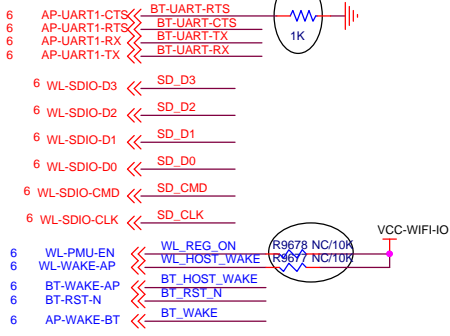 6 AP-UART1-CTS BT-UART-RTS
6 AP-UART1-RTS BT-UART-CTS
1K
6 AP-UART1-RX BT-UART-TX
6 AP-UART1-TX BT-UART-RX
6 WL-SDIO-D3 SD_D3
6 WL-SDIO-D2 SD_D2
6 WL-SDIO-D1 SD_D1
6 WL-SDIO-D0 SD_D0
6 WL-SDIO-CMD SD_CMD
6 WL-SDIO-CLK SD_CLK
VCC-WIFI-IO
6 WL-PMU-EN WL_REG_ON R9678 NC/10K
6 WL-WAKE-AP WL_HOST_WAKE R9677 NC/10K
6 BT-WAKE-AP BT_HOST_WAKE
6 BT-RST-N BT_RST_N
6 AP-WAKE-BT BT_WAKE